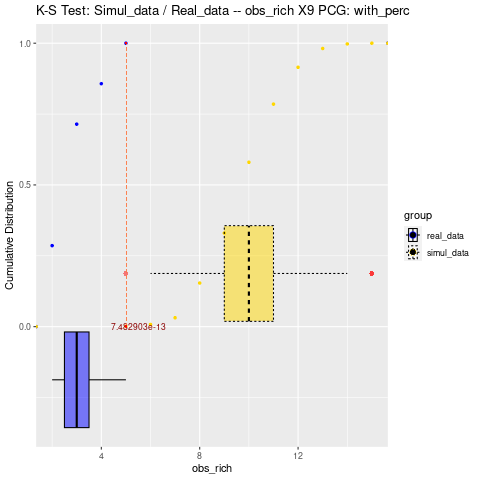 K-S Test: Simul_data / Real_data -- obs_rich X9 PCG: with_perc
1.0
0.5
0.0
Cumulative Distribution
7.482903e-13
4
8
12
obs_rich
group
real_data
simul_data